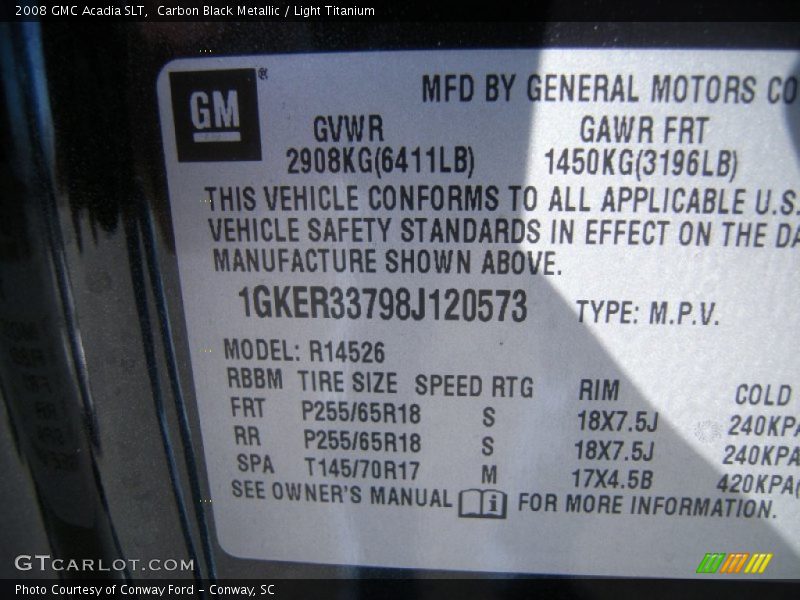 2008 GMC Acadia SLT, Carbon Black Metallic / Light Titanium
GM ®
MFD BY GENERAL MOTORS CO
GVWR GAWR FRT
2908KG(6411LB) 1450KG(3196LB)
THIS VEHICLE CONFORMS TO ALL APPLICABLE U.S.
VEHICLE SAFETY STANDARDS IN EFFECT ON THE DA
MANUFACTURE SHOWN ABOVE.
1GKER33798J120573 TYPE: M.P.V.
MODEL: R14526
RBBM TIRE SIZE SPEED RTG RIM COLD
FRT P255/65R18 S 18X7.5J 240KPA
RR P255/65R18 S 18X7.5J 240KPA
SPA T145/70R17 M 17X4.5B 420KPA(
SEE OWNER'S MANUAL i FOR MORE INFORMATION.
GTCARLOT.COM
Photo Courtesy of Conway Ford - Conway, SC